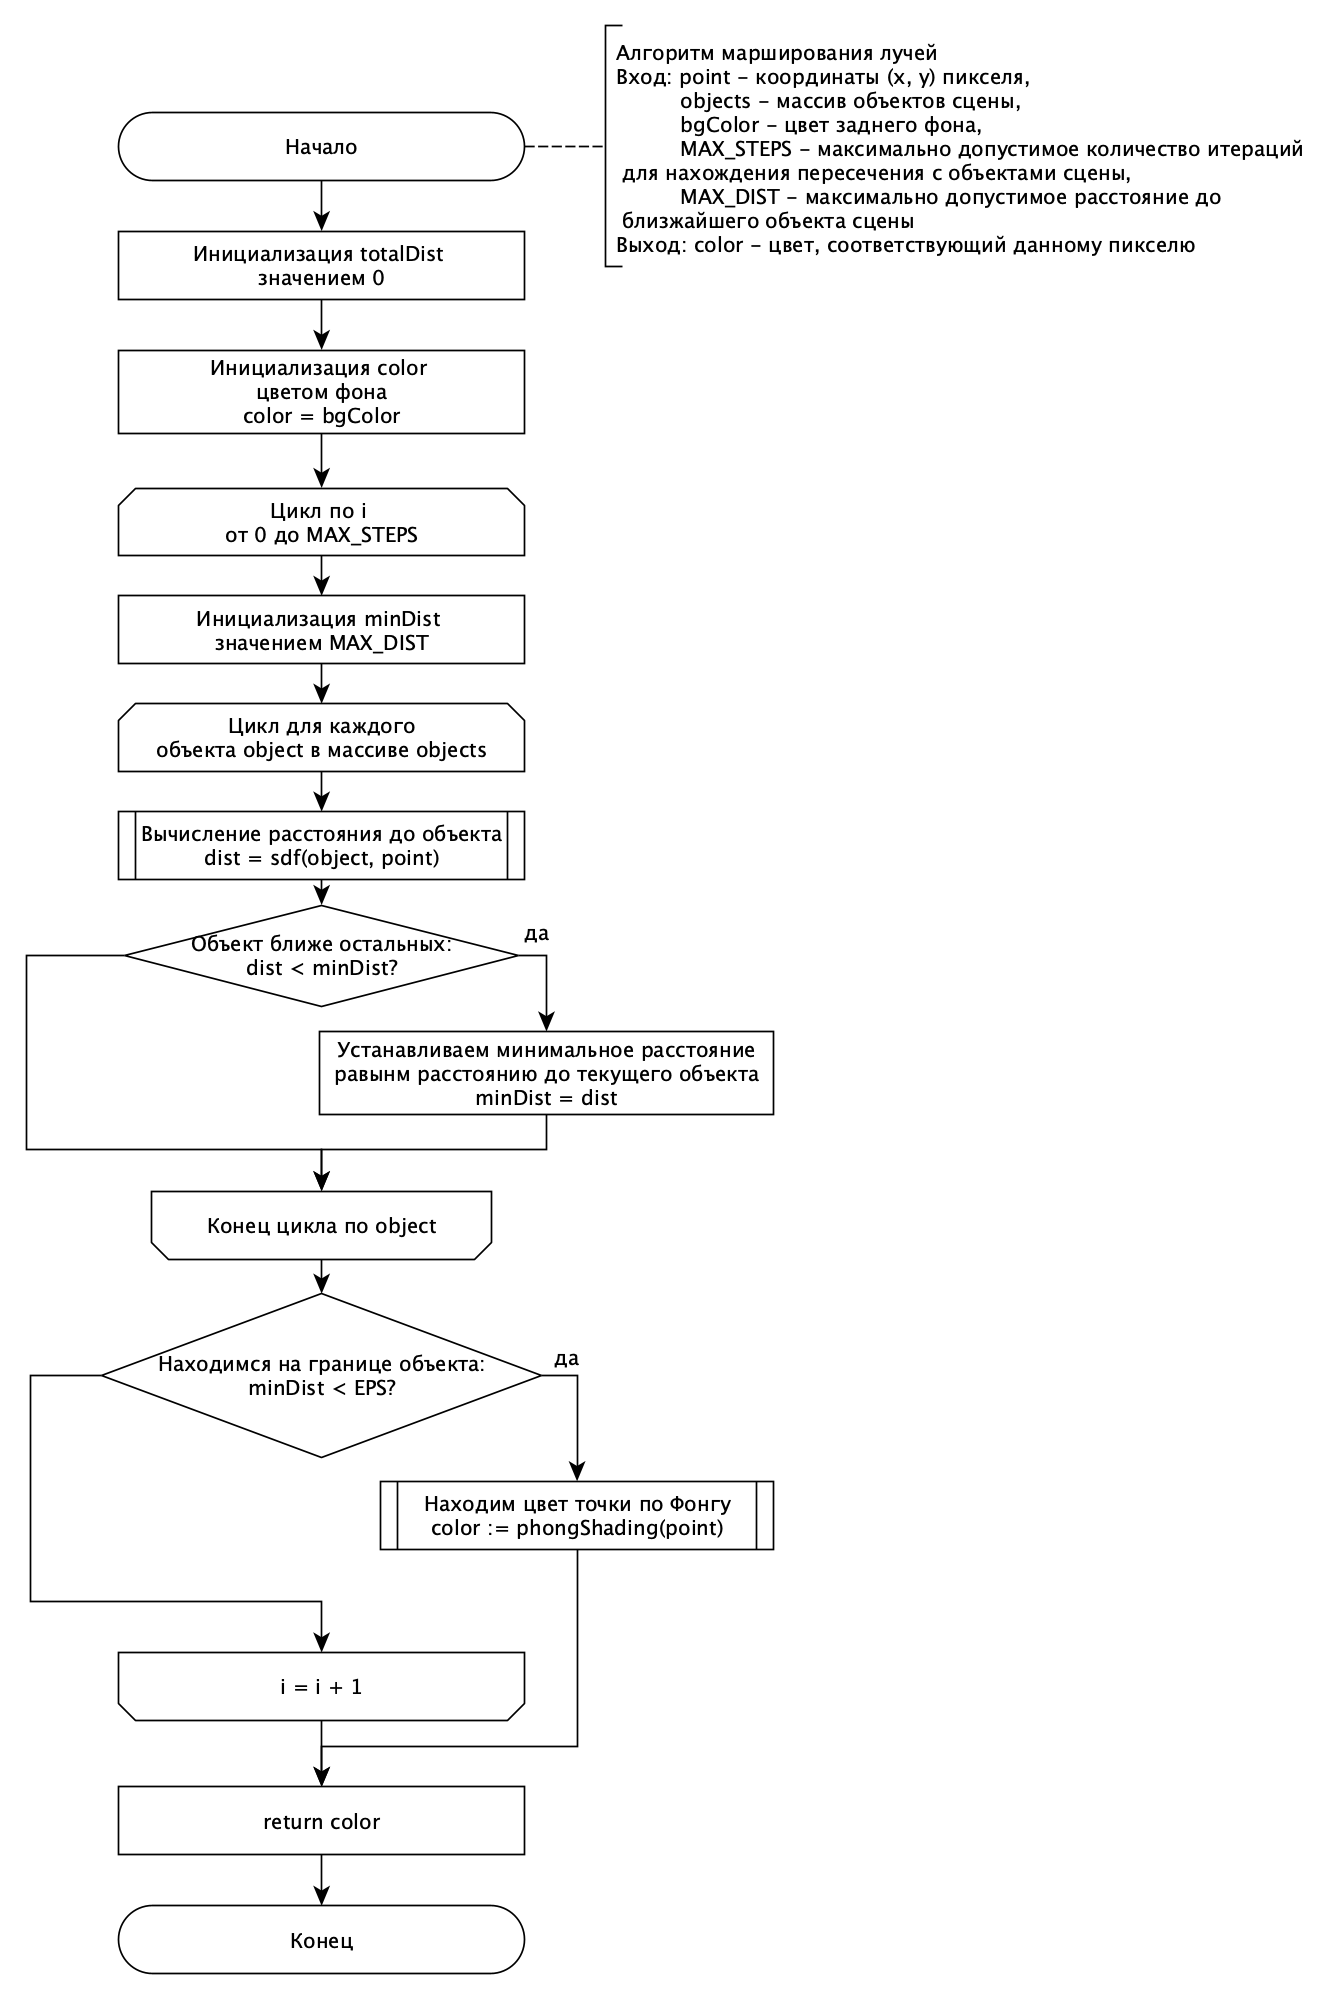 Алгоритм марширования лучей
Вход: point – координаты (x, y) пикселя,
objects – массив объектов сцены,
bgColor – цвет заднего фона,
MAX_STEPS – максимально допустимое количество итераций
для нахождения пересечения с объектами сцены,
MAX_DIST – максимально допустимое расстояние до
близжайшего объекта сцены
Выход: color – цвет, соответствующий данному пикселю
Начало
Инициализация totalDist
значением 0
Инициализация color
цветом фона
color = bgColor
Цикл по i
от 0 до MAX_STEPS
Инициализация minDist
значением MAX_DIST
Цикл для каждого
объекта object в массиве objects
Вычисление расстояния до объекта
dist = sdf(object, point)
Объект ближе остальных:
dist < minDist?
да
Устанавливаем минимальное расстояние
равынм расстоянию до текущего объекта
minDist = dist
Конец цикла по object
Находимся на границе объекта:
minDist < EPS?
да
Находим цвет точки по Фонгу
color := phongShading(point)
i = i + 1
return color
Конец